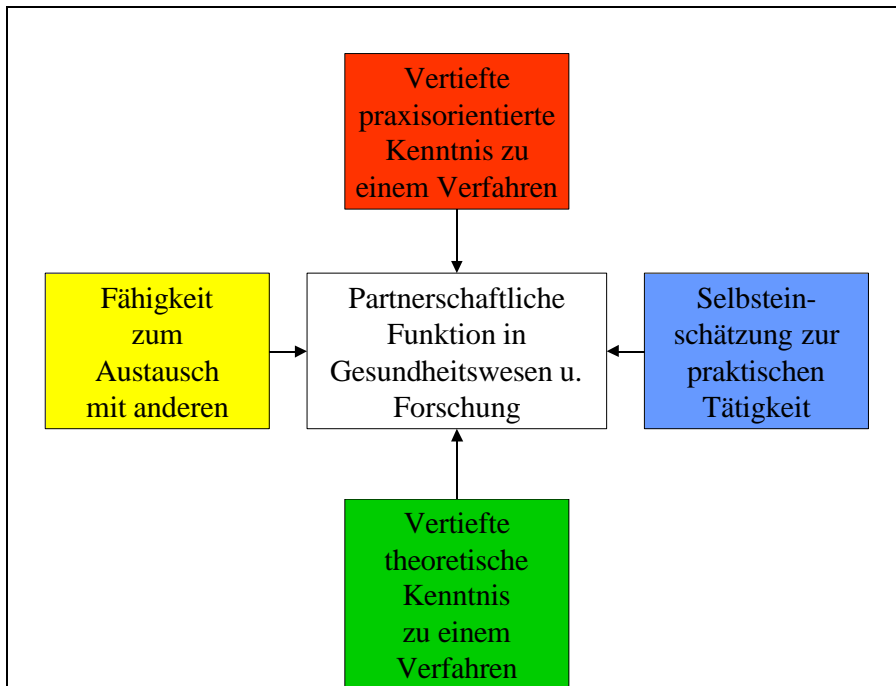 Vertiefte
praxisorientierte
Kenntnis zu
einem Verfahren
Fähigkeit
zum
Austausch
mit anderen
Partnerschaftliche
Funktion in
Gesundheitswesen u.
Forschung
Selbstein-
schätzung zur
praktischen
Tätigkeit
Vertiefte
theoretische
Kenntnis
zu einem
Verfahren